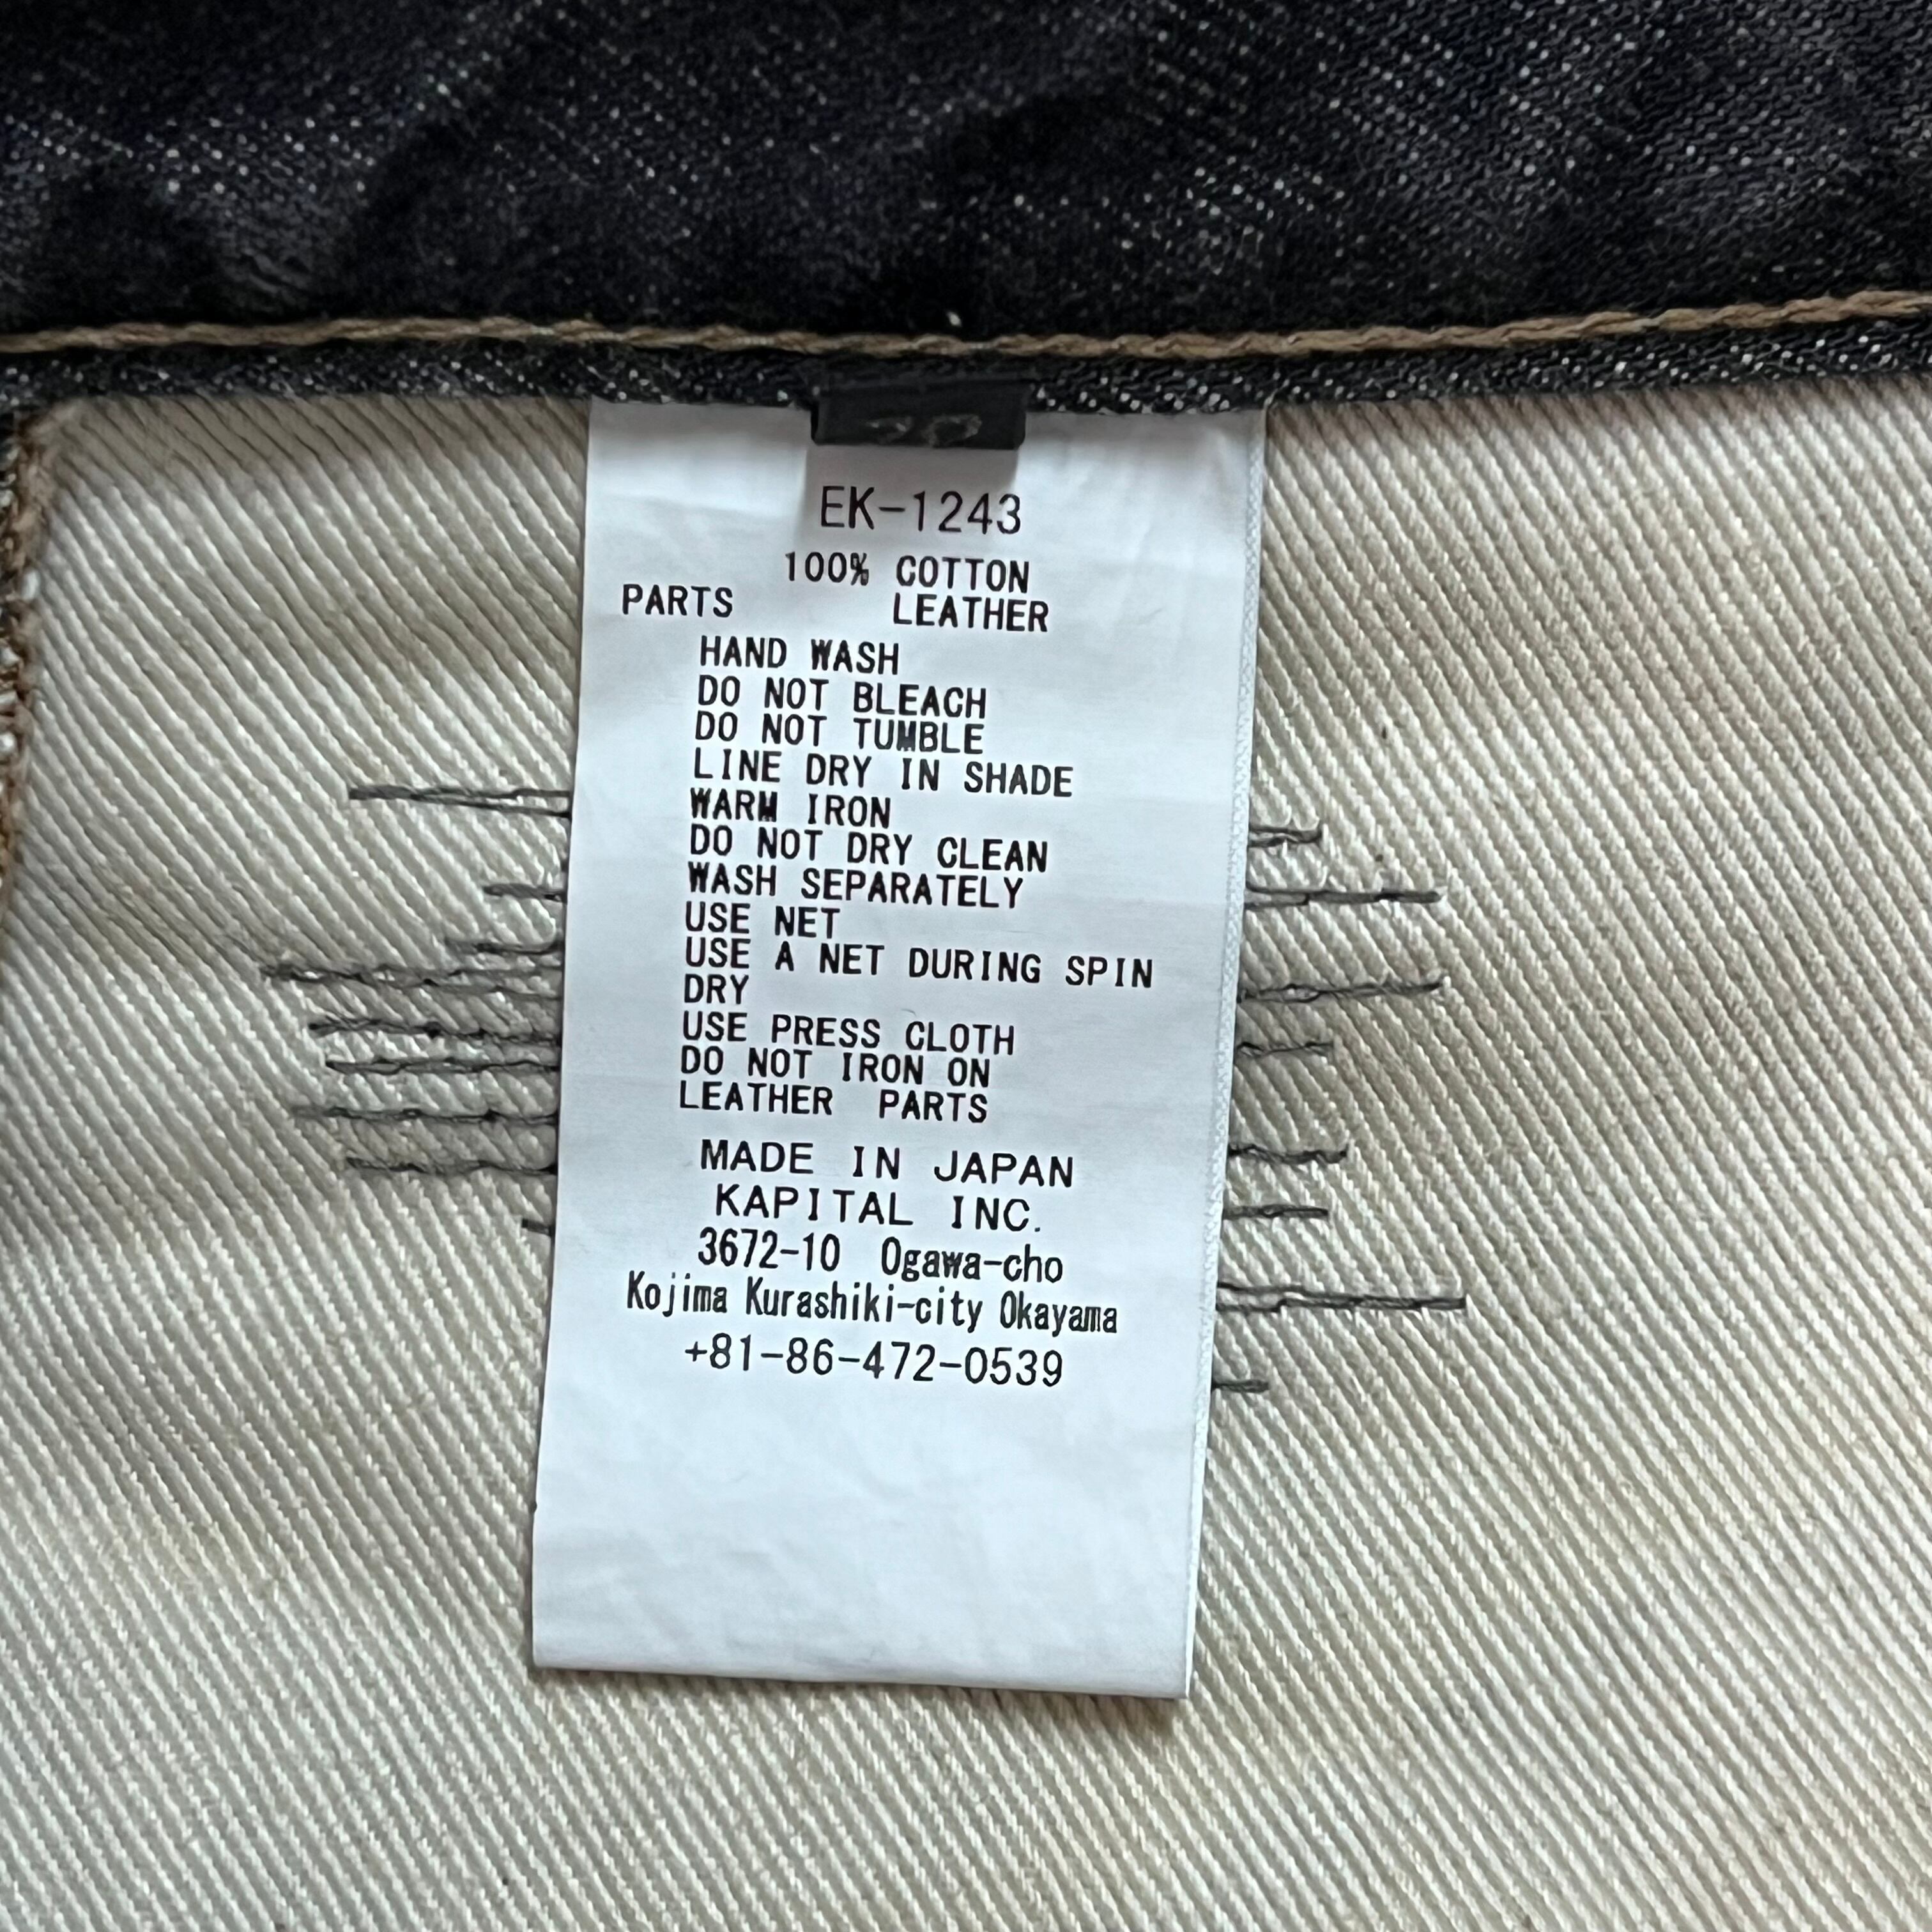 EK-1243
100% COTTON
PARTS LEATHER
HAND WASH
DO NOT BLEACH
DO NOT TUMBLE
LINE DRY IN SHADE
WARM IRON
DO NOT DRY CLEAN
WASH SEPARATELY
USE NET
USE A NET DURING SPIN
DRY
USE PRESS CLOTH
DO NOT IRON ON
LEATHER PARTS
MADE IN JAPAN
KAPITAL INC.
3672-10 Ogawa-cho
Kojima Kurashiki-city Okayama
+81-86-472-0539